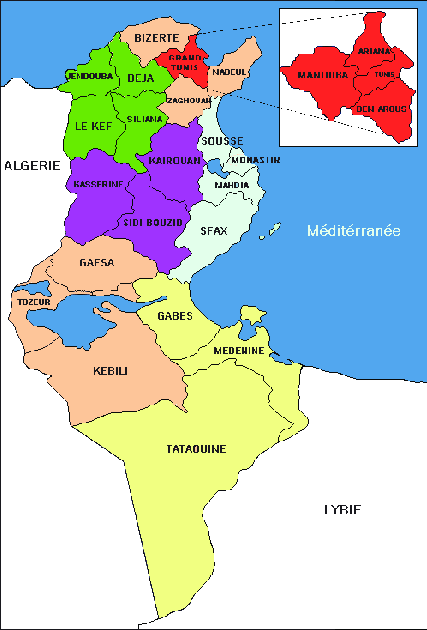 BIZERTE
GRAND
TUNIS
NABEUL
JENDOUBA
BEJA
ZAGHOUAN
LE KEF
SILIANA
SOUSSE
ALGERIE
KAIROUAN
MONASTIR
KASSERINE
MAHDIA
SIDI BOUZID
SFAX
Méditérranée
GAFSA
TOZEUR
GABES
MEDENINE
KEBILI
TATAOUINE
LYBIE
ARIANA
MANOUBA
TUNIS
BEN AROUS